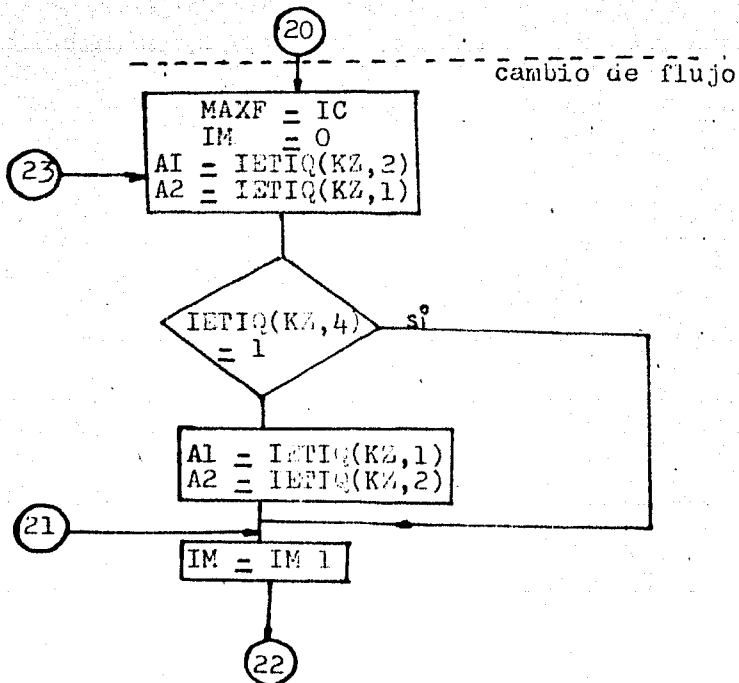 20
cambio de flujo
MAXF = IC
IM = 0
23
AI = IETIQ(KZ,2)
A2 = IETIQ(KZ,1)
IETIQ(KZ,4)
= 1
sí
A1 = IETIQ(KZ,1)
A2 = IETIQ(KZ,2)
21
IM = IM 1
22